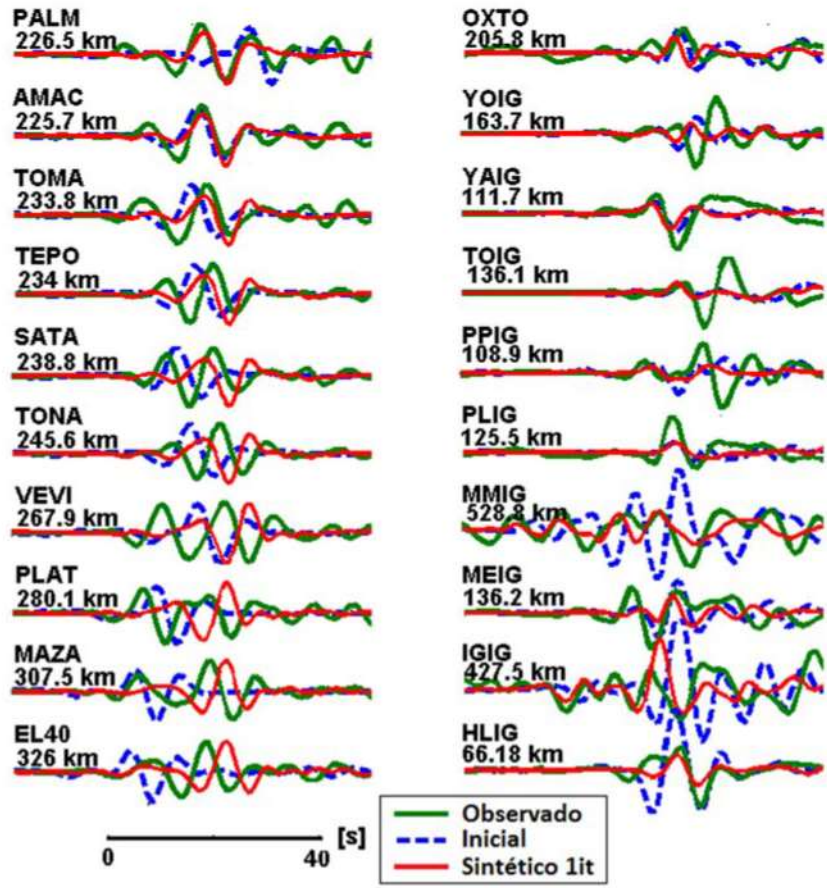 PALM
226.5 km
AMAC
225.7 km
TOMA
233.8 km
TEPO
234 km
SATA
238.8 km
TONA
245.6 km
VEVI
267.9 km
PLAT
280.1 km
MAZA
307.5 km
EL40
326 km
OXTO
205.8 km
YOIG
163.7 km
YAIG
111.7 km
TOIG
136.1 km
PPIG
108.9 km
PLIG
125.5 km
MMIG
528.8 km
MEIG
136.2 km
IGIG
427.5 km
HLIG
66.18 km
[s]
0 40
Observado
Inicial
Sintético 1it